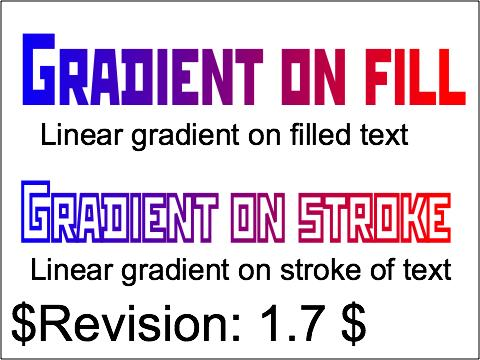 Gradient on fill
Linear gradient on filled text
Gradient on stroke
Linear gradient on stroke of text
$Revision: 1.7 $